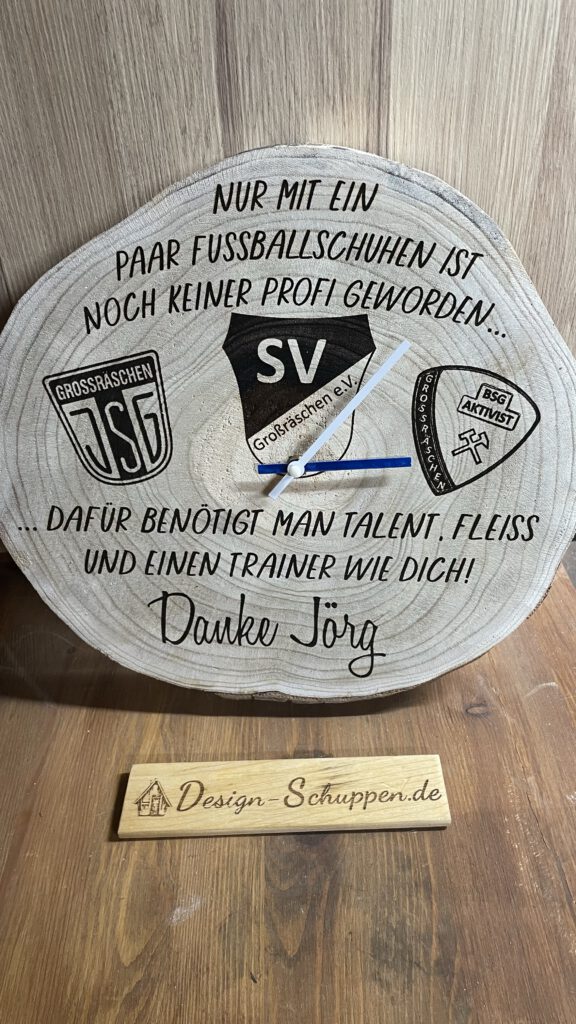 NUR MIT EIN
PAAR FUSSBALLSCHUHEN IST
NOCH KEINER PROFI GEWORDEN...
GROSSRÄSCHEN
JSG
SV
Großräschen e.V.
GROSSRÄSCHEN
BSG
AKTIVIST
... DAFÜR BENÖTIGT MAN TALENT, FLEISS
UND EINEN TRAINER WIE DICH!
Danke Jörg
Design-Schuppen.de